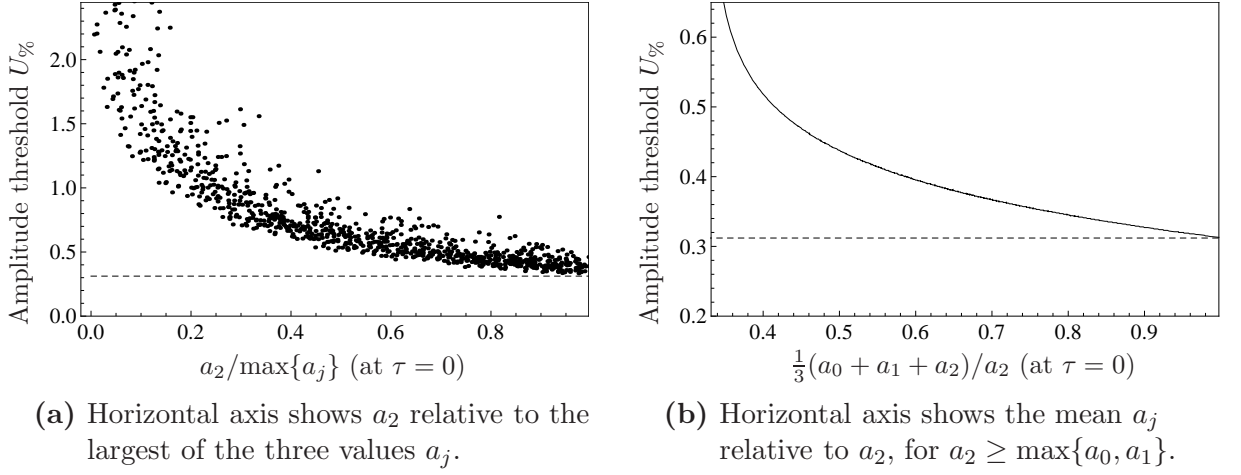 Amplitude threshold U%
2.0
1.5
1.0
0.5
0.0
0.0 0.2 0.4 0.6 0.8
a₂/max{aⱼ} (at τ = 0)
(a) Horizontal axis shows a₂ relative to the
largest of the three values aⱼ.
Amplitude threshold U%
0.6
0.5
0.4
0.3
0.2
0.4 0.5 0.6 0.7 0.8 0.9
⅓(a₀ + a₁ + a₂)/a₂ (at τ = 0)
(b) Horizontal axis shows the mean aⱼ
relative to a₂, for a₂ ≥ max{a₀, a₁}.